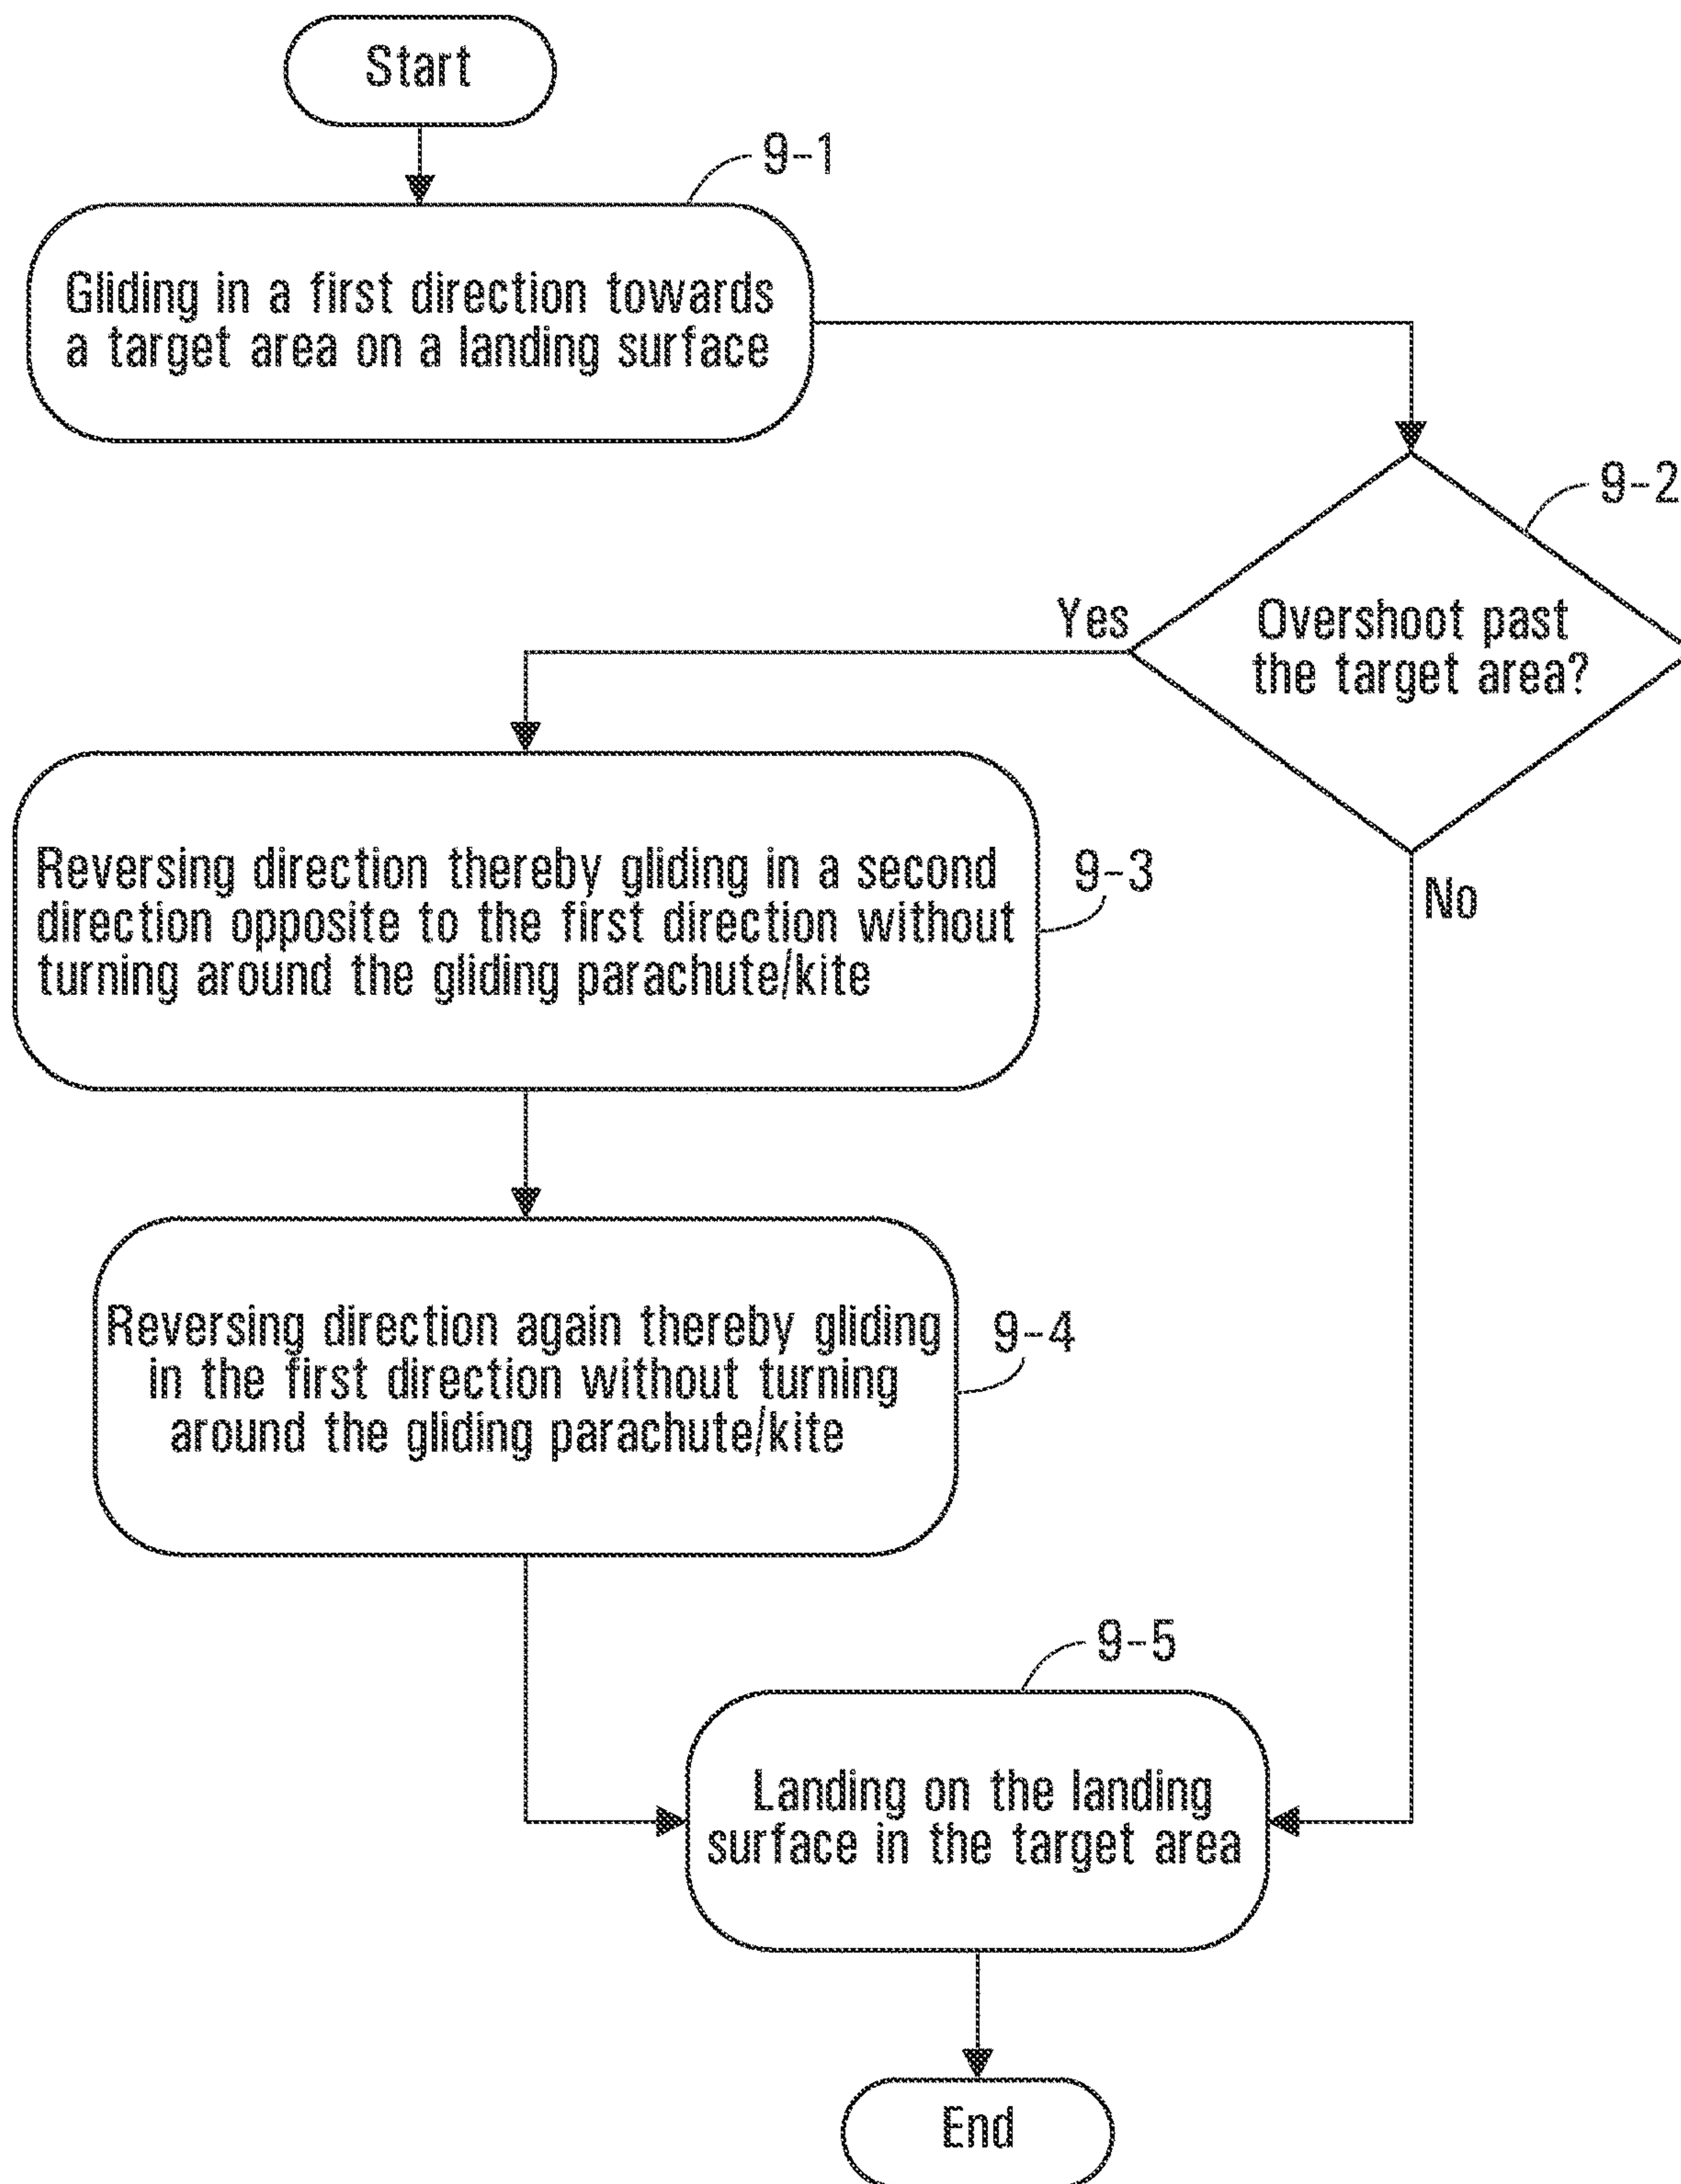 Start
9-1
Gliding in a first direction towards
a target area on a landing surface
9-2
Overshoot past
the target area?
Yes
No
Reversing direction thereby gliding in a second
direction opposite to the first direction without
turning around the gliding parachute/kite
9-3
Reversing direction again thereby gliding
in the first direction without turning
around the gliding parachute/kite
9-4
9-5
Landing on the landing
surface in the target area
End